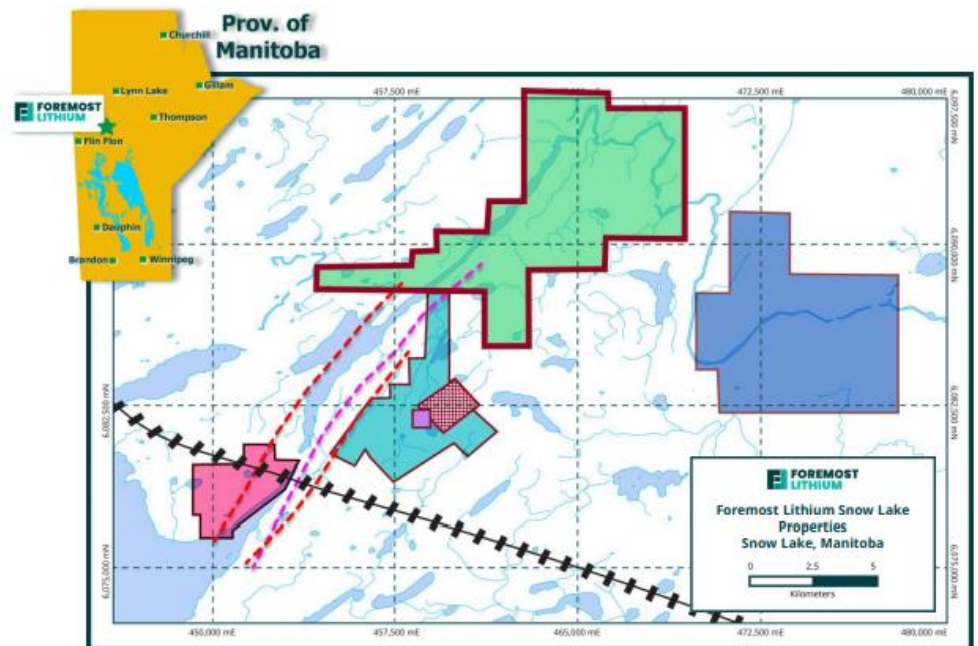 Prov. of
Manitoba
Churchill
Lynn Lake
Gillam
FOREMOST
LITHIUM
Thompson
Flin Flon
Dauphin
Brandon
Winnipeg
457,500 mE
472,500 mE
480,000 mE
6,097,500 mN
6,090,000 mN
6,082,500 mN
6,082,500 mN
6,075,000 mN
6,075,000 mN
FOREMOST
LITHIUM
Foremost Lithium Snow Lake
Properties
Snow Lake, Manitoba
0 2.5 5
Kilometers
450,000 mE
457,500 mE
465,000 mE
472,500 mE
480,000 mE